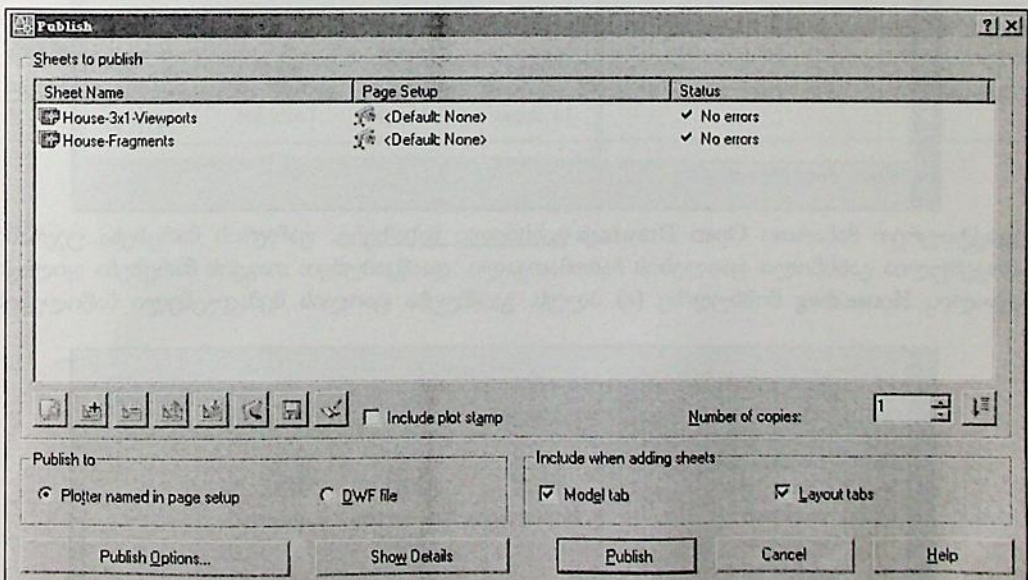 Publish
Sheets to publish
Sheet Name Page Setup Status
House-3x1-Viewports <Default: None> No errors
House-Fragments <Default: None> No errors
Include plot stamp Number of copies: 1
Publish to Include when adding sheets
Plotter named in page setup DWF file Model tab Layout tabs
Publish Options... Show Details Publish Cancel Help